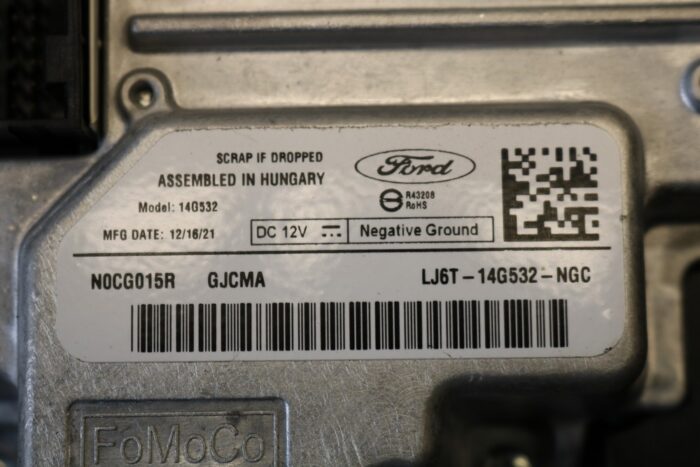 SCRAP IF DROPPED
ASSEMBLED IN HUNGARY
Ford
R43208
RoHS
Model: 14G532
MFG DATE: 12/16/21
DC 12V
Negative Ground
N0CG015R GJCMA LJ6T-14G532-NGC
FoMoCo